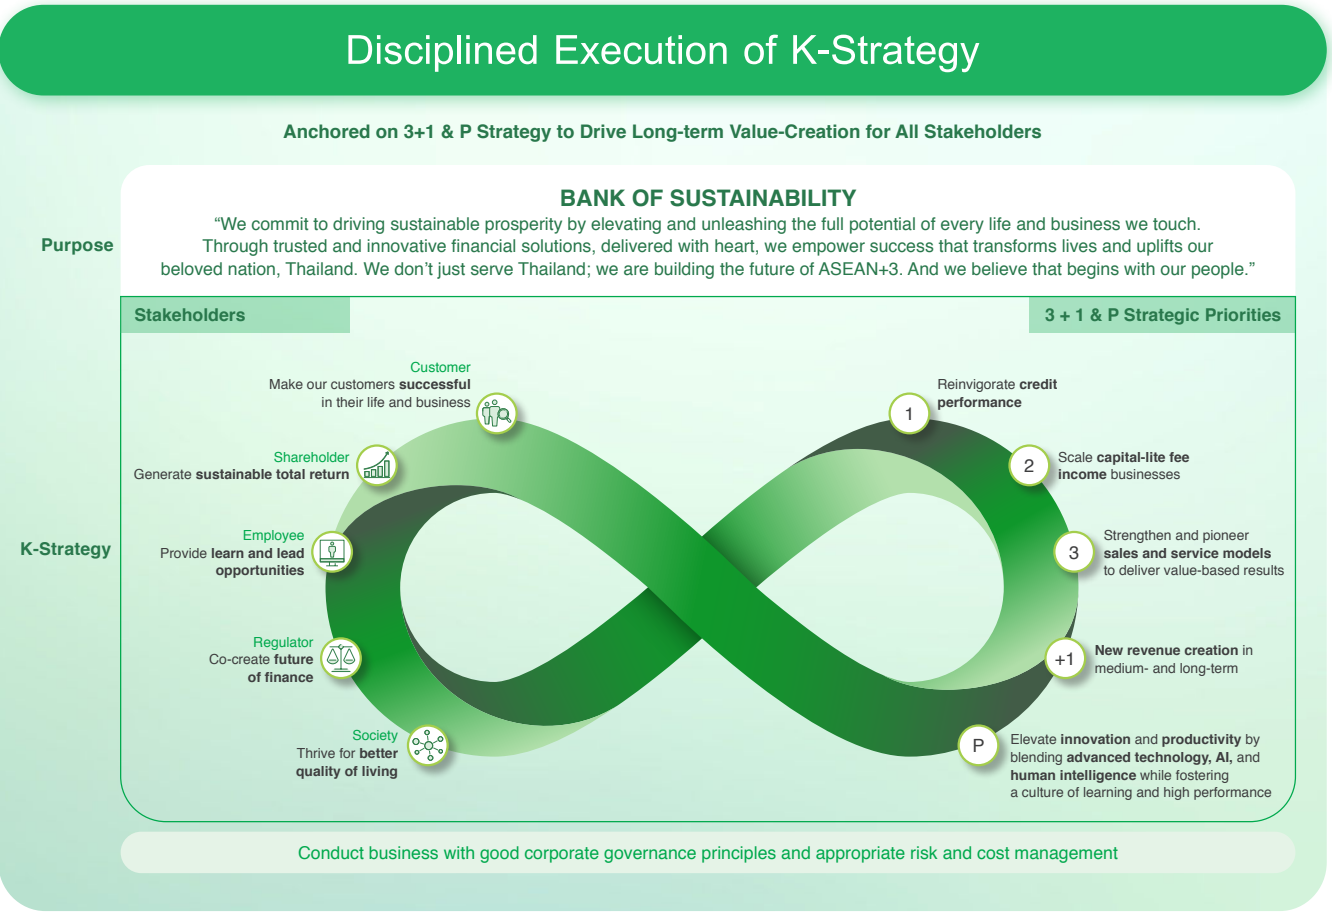 Disciplined Execution of K-Strategy
Anchored on 3+1 & P Strategy to Drive Long-term Value-Creation for All Stakeholders
Purpose
BANK OF SUSTAINABILITY
“We commit to driving sustainable prosperity by elevating and unleashing the full potential of every life and business we touch.
Through trusted and innovative financial solutions, delivered with heart, we empower success that transforms lives and uplifts our
beloved nation, Thailand. We don’t just serve Thailand; we are building the future of ASEAN+3. And we believe that begins with our people.”
K-Strategy
Stakeholders
Customer
Make our customers successful
in their life and business
Shareholder
Generate sustainable total return
Employee
Provide learn and lead
opportunities
Regulator
Co-create future
of finance
Society
Thrive for better
quality of living
3 + 1 & P Strategic Priorities
1
Reinvigorate credit
performance
2
Scale capital-lite fee
income businesses
3
Strengthen and pioneer
sales and service models
to deliver value-based results
+1
New revenue creation in
medium- and long-term
P
Elevate innovation and productivity by
blending advanced technology, AI, and
human intelligence while fostering
a culture of learning and high performance
Conduct business with good corporate governance principles and appropriate risk and cost management